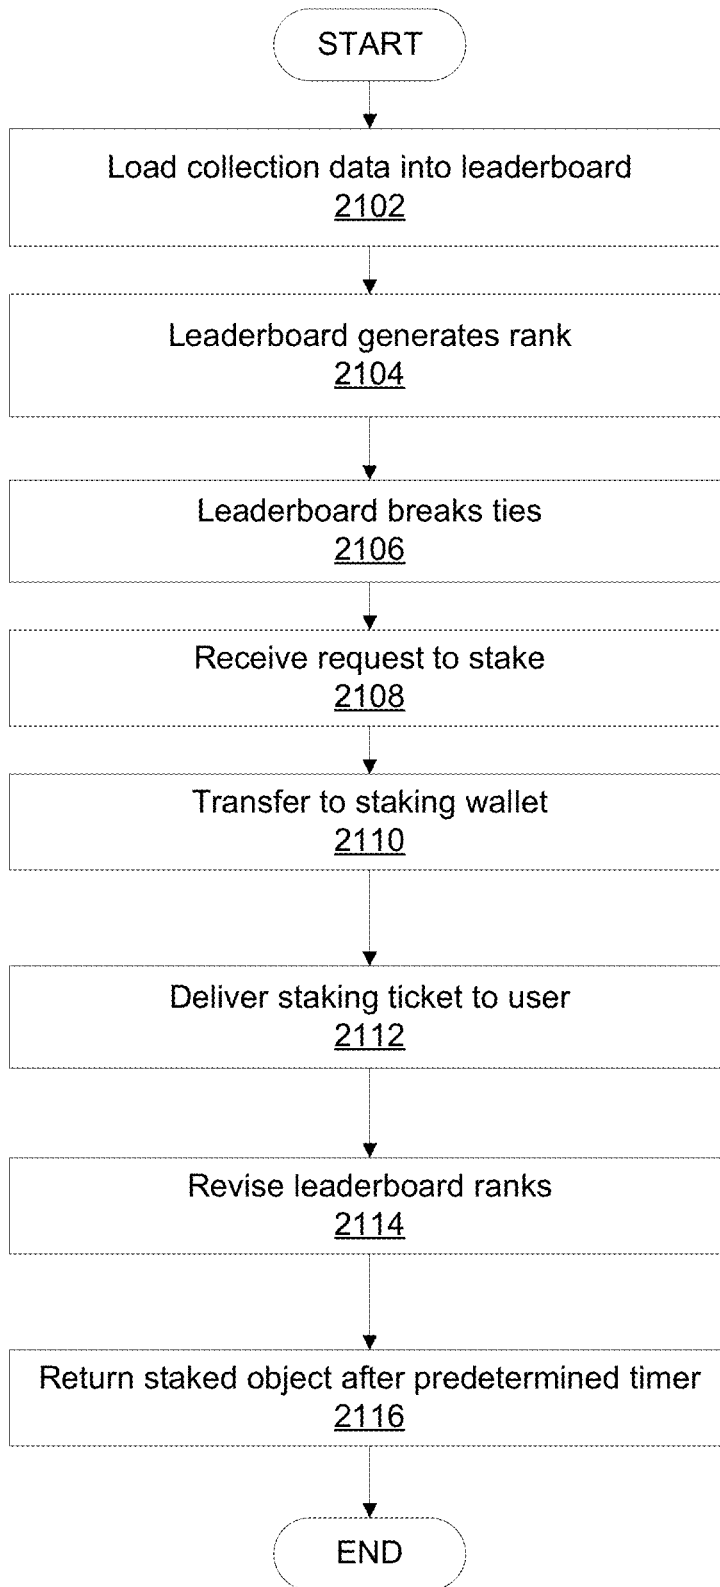 START
Load collection data into leaderboard
2102
Leaderboard generates rank
2104
Leaderboard breaks ties
2106
Receive request to stake
2108
Transfer to staking wallet
2110
Deliver staking ticket to user
2112
Revise leaderboard ranks
2114
Return staked object after predetermined timer
2116
END